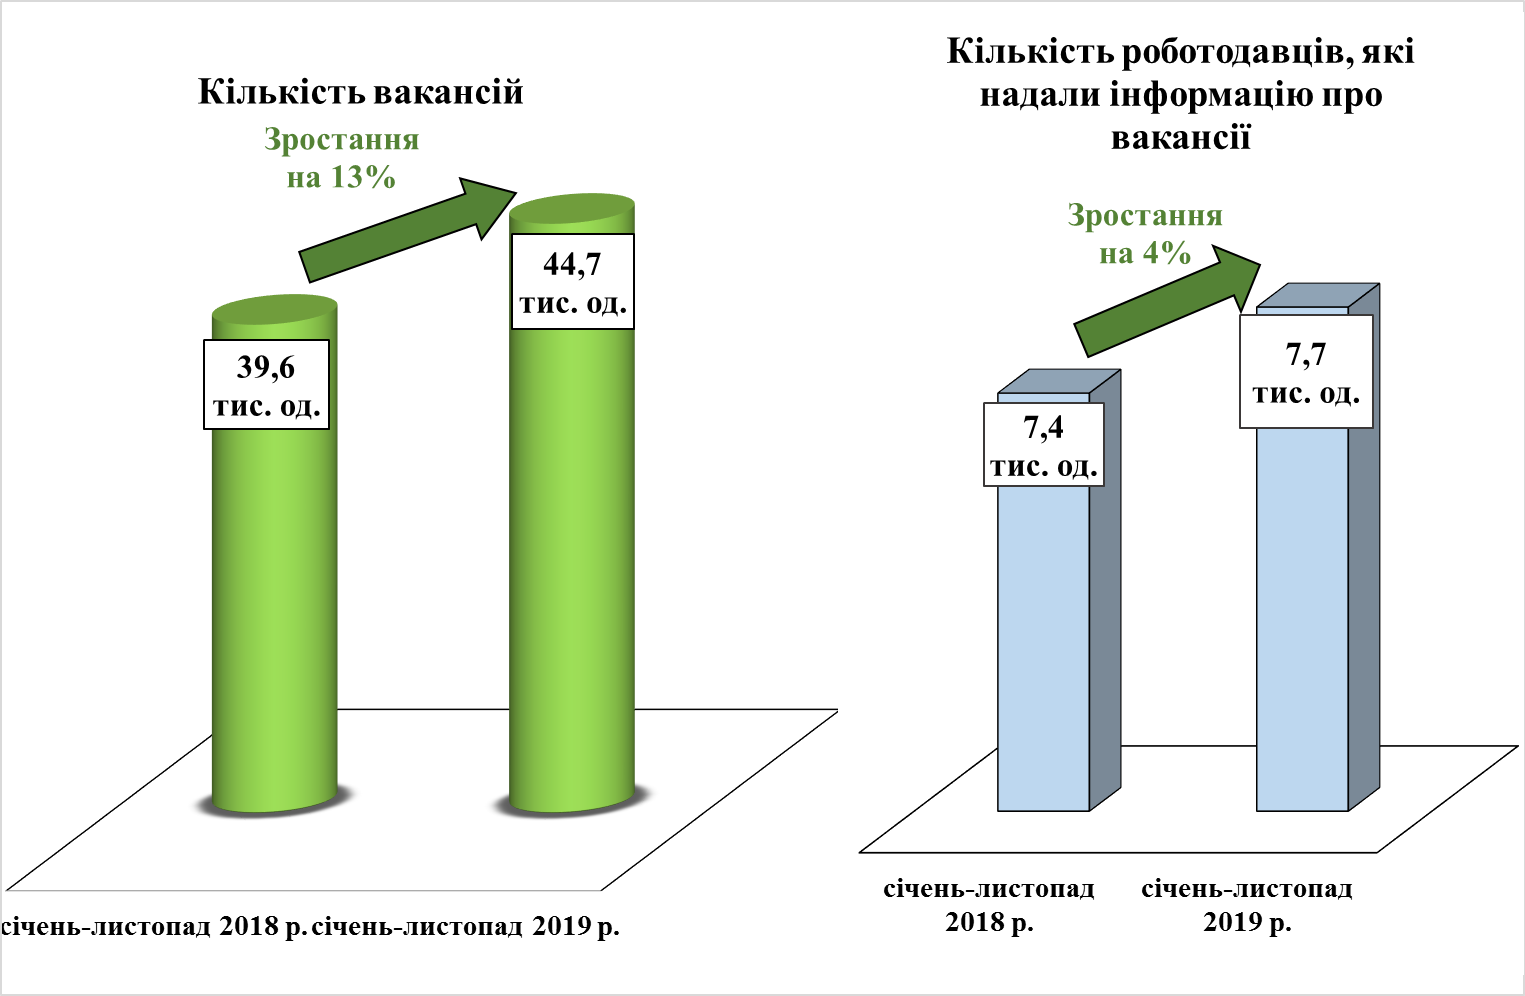 Кількість вакансій
Зростання
на 13%
39,6
тис. од.
44,7
тис. од.
січень-листопад 2018 р.
січень-листопад 2019 р.
Кількість роботодавців, які
надали інформацію про
вакансії
Зростання
на 4%
7,4
тис. од.
7,7
тис. од.
січень-листопад
2018 р.
січень-листопад
2019 р.